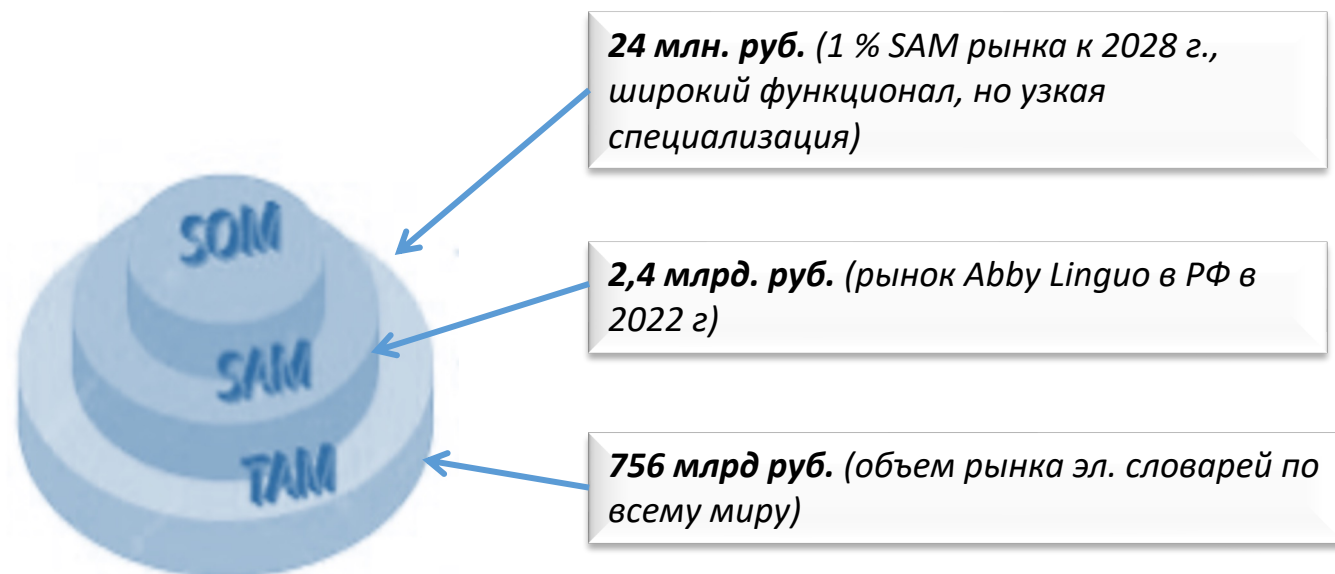 24 млн. руб. (1 % SAM рынка к 2028 г.,
широкий функционал, но узкая
специализация)
SOM
2,4 млрд. руб. (рынок Abby Linguo в РФ в
2022 г)
SAM
TAM
756 млрд руб. (объем рынка эл. словарей по
всему миру)